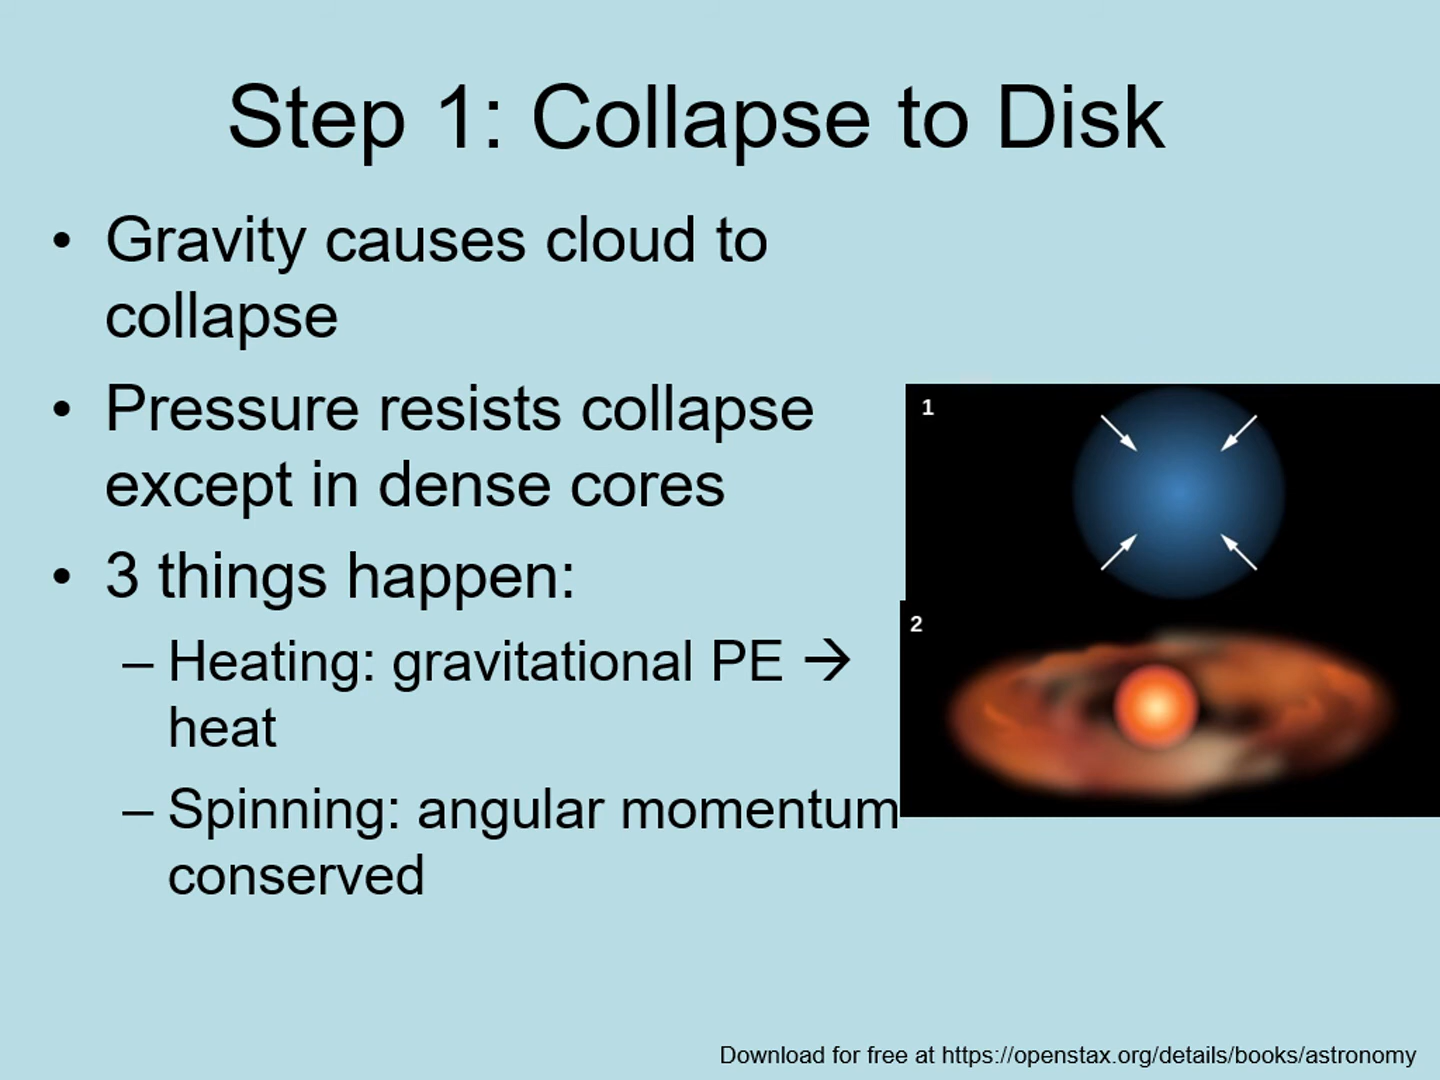 Step 1: Collapse to Disk
• Gravity causes cloud to
collapse
• Pressure resists collapse
except in dense cores
• 3 things happen:
– Heating: gravitational PE →
heat
– Spinning: angular momentum
conserved
1
2
Download for free at https://openstax.org/details/books/astronomy